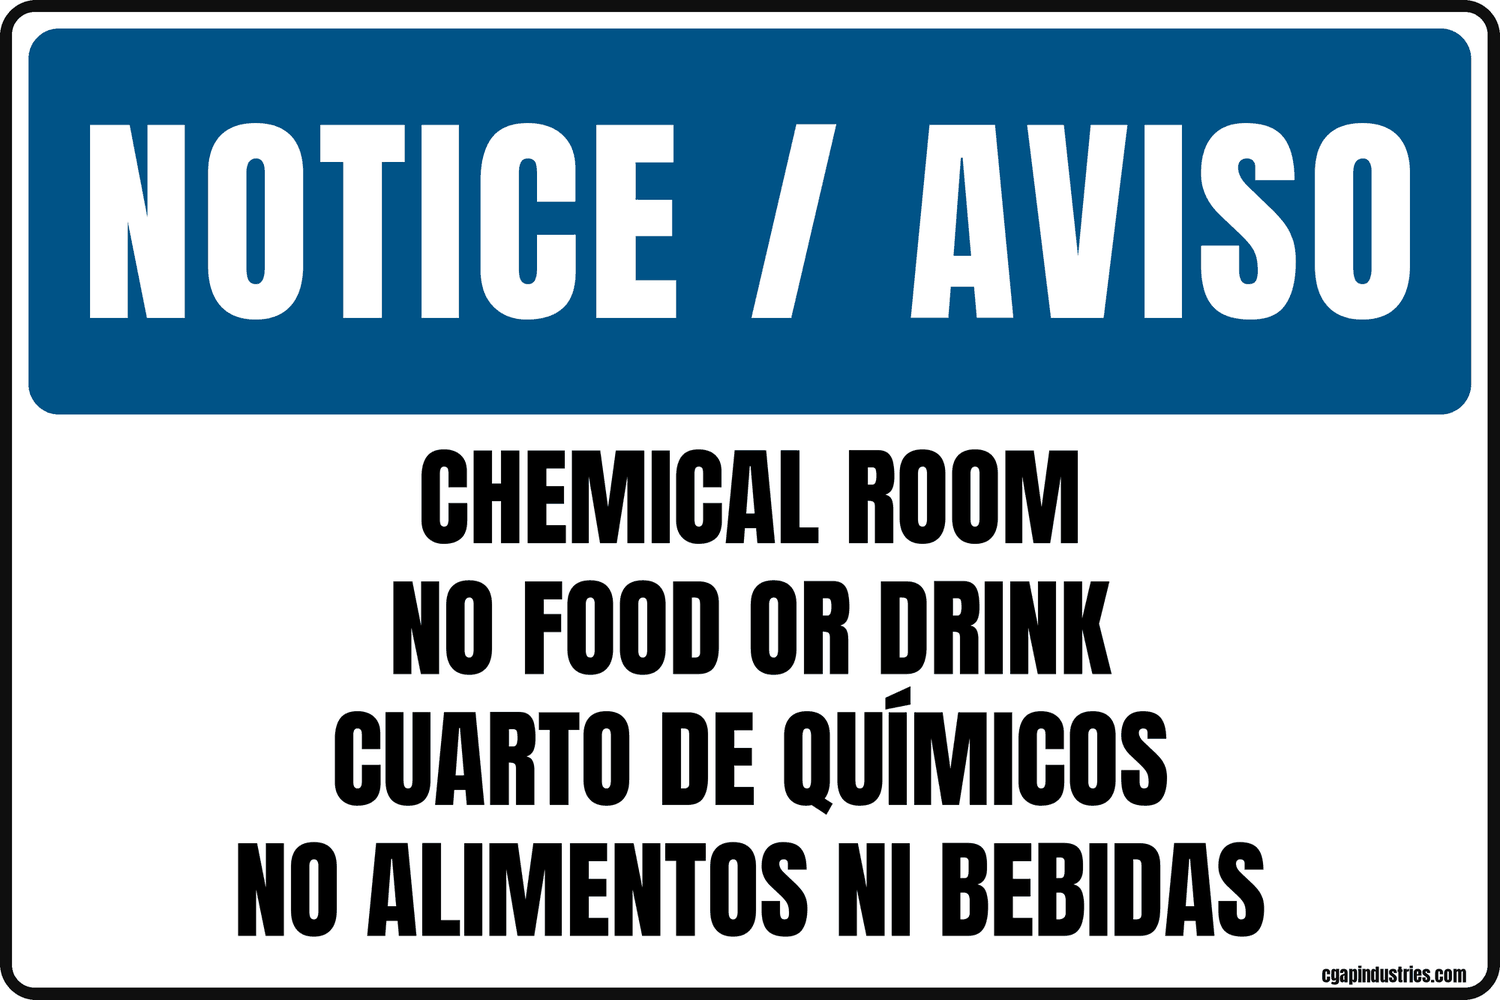 NOTICE / AVISO
CHEMICAL ROOM
NO FOOD OR DRINK
CUARTO DE QUÍMICOS
NO ALIMENTOS NI BEBIDAS
cgapindustries.com